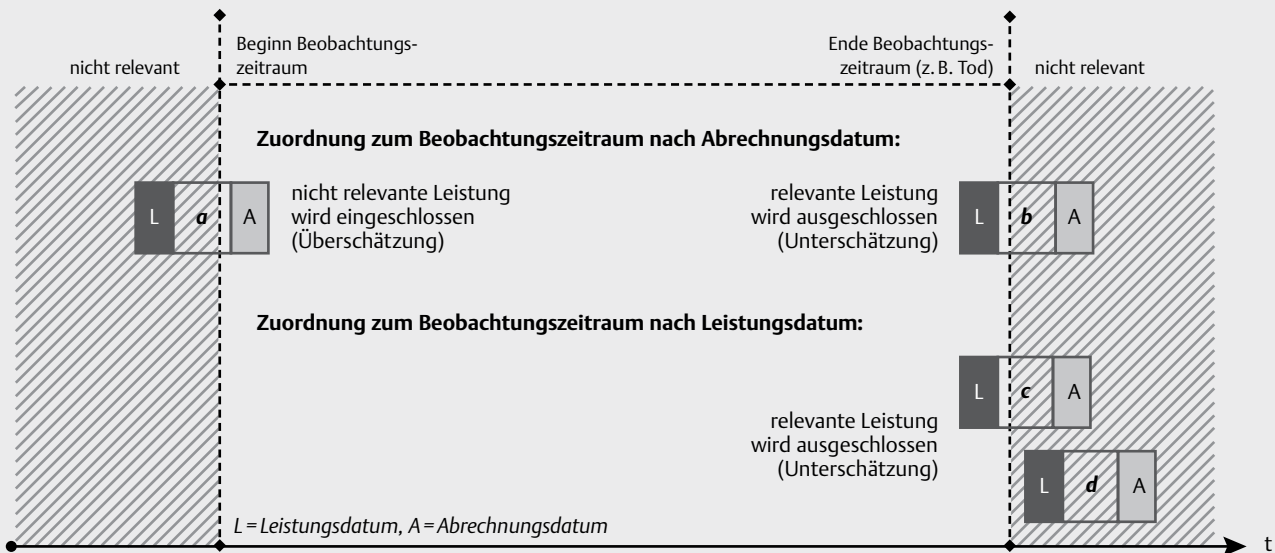 Beginn Beobachtungs-
zeitraum
Ende Beobachtungs-
zeitraum (z. B. Tod)
nicht relevant
nicht relevant
Zuordnung zum Beobachtungszeitraum nach Abrechnungsdatum:
L a A
nicht relevante Leistung
wird eingeschlossen
(Überschätzung)
relevante Leistung
wird ausgeschlossen
(Unterschätzung)
L b A
Zuordnung zum Beobachtungszeitraum nach Leistungsdatum:
L c A
relevante Leistung
wird ausgeschlossen
(Unterschätzung)
L d A
L = Leistungsdatum, A = Abrechnungsdatum
t